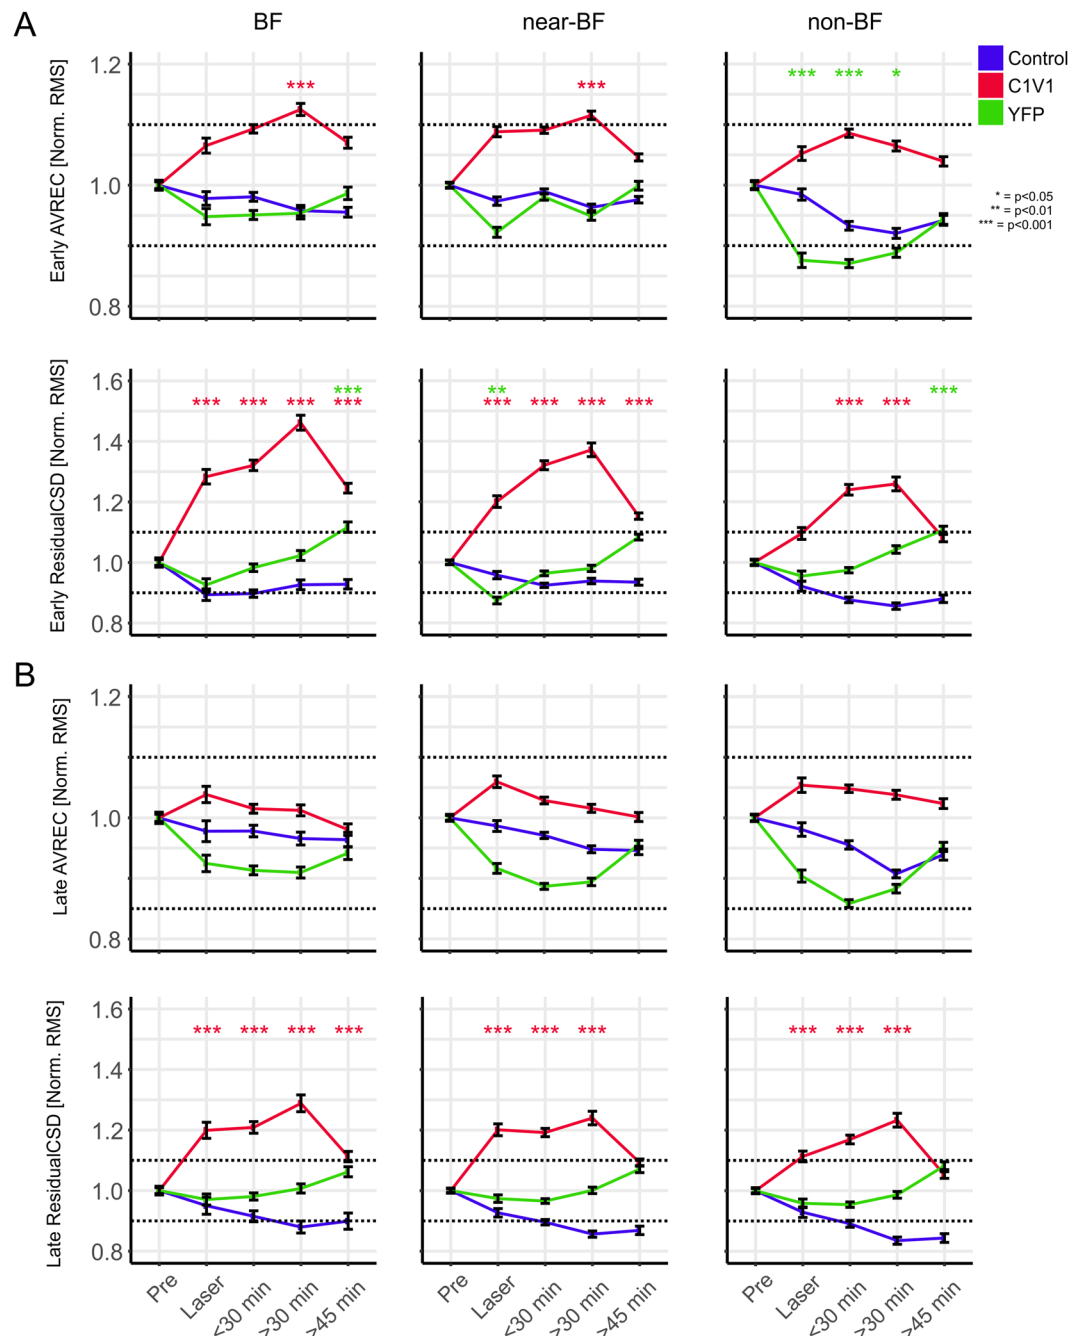 A
BF
near-BF
non-BF
Early AVREC [Norm. RMS]
1.2
1.0
0.8
***
***
***
***
*
Control
C1V1
YFP
* = p<0.05
** = p<0.01
*** = p<0.001
Early ResidualCSD [Norm. RMS]
1.6
1.4
1.2
1.0
0.8
***
*** *** *** ***
**
*** *** *** ***
***
*** ***
B
Late AVREC [Norm. RMS]
1.2
1.0
0.8
Late ResidualCSD [Norm. RMS]
1.6
1.4
1.2
1.0
0.8
*** *** *** ***
*** *** ***
*** *** ***
Pre
Laser
<30 min
>30 min
>45 min
Pre
Laser
<30 min
>30 min
>45 min
Pre
Laser
<30 min
>30 min
>45 min